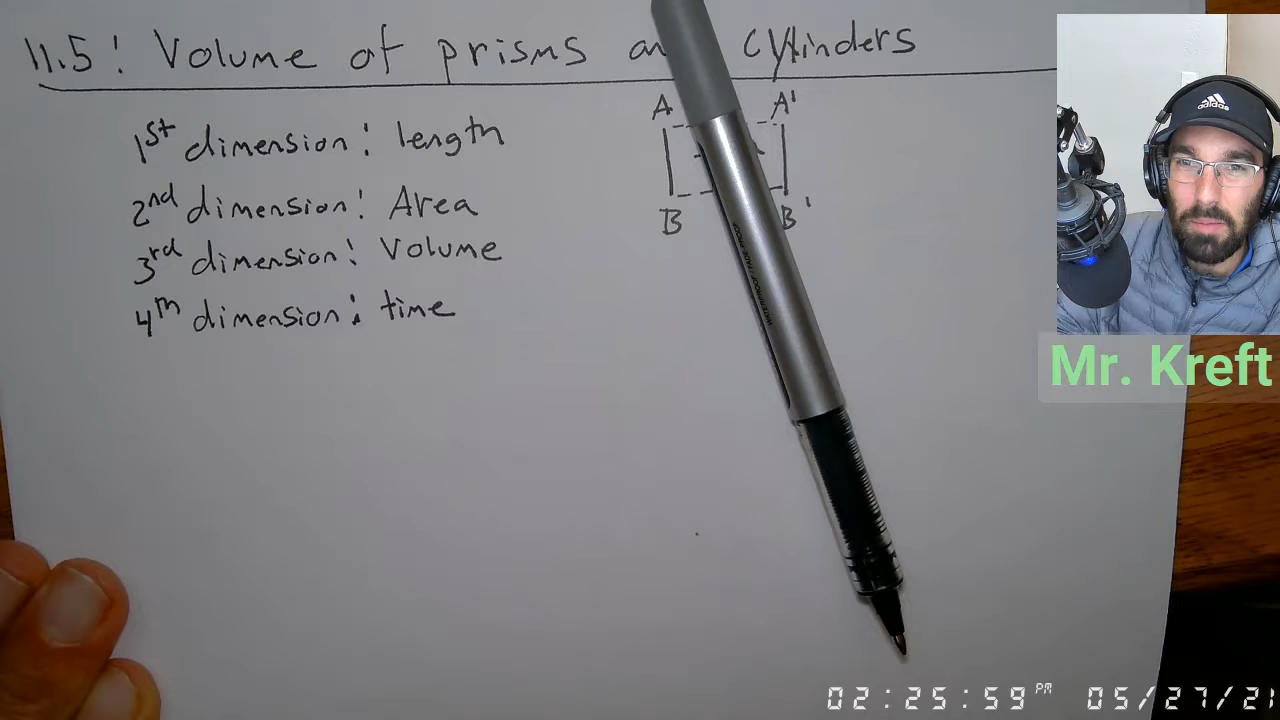 11.5: Volume of prisms an cylinders
1st dimension: length
2nd dimension: Area
3rd dimension: Volume
4th dimension: time
A A'
B B'
adidas
Mr. Kreft
02:25:59 PM 05/27/21